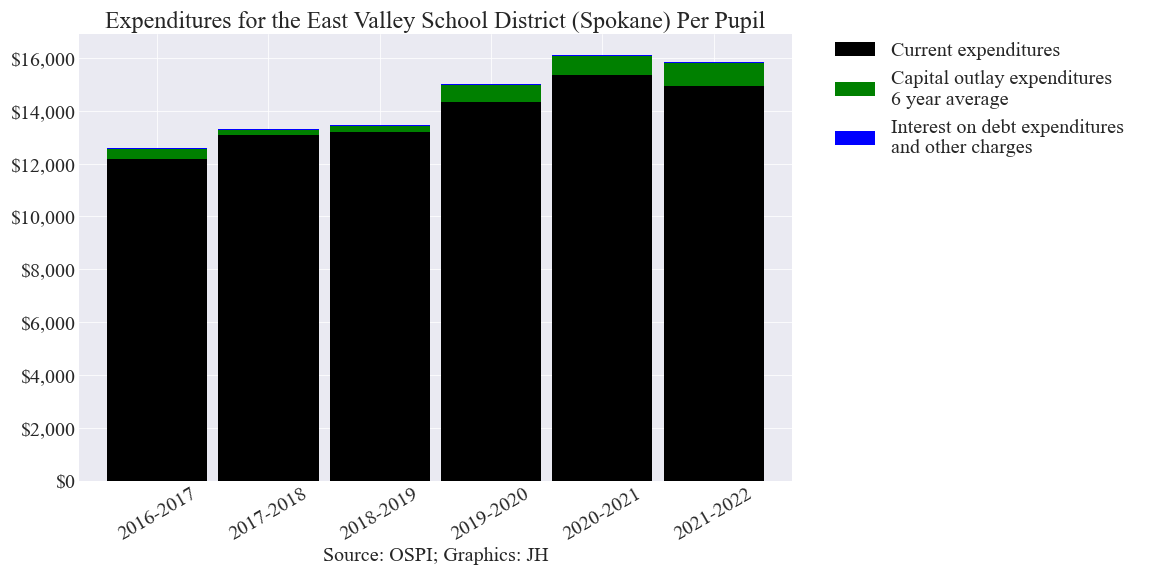 Expenditures for the East Valley School District (Spokane) Per Pupil
$16,000
$14,000
$12,000
$10,000
$8,000
$6,000
$4,000
$2,000
$0
2016-2017
2017-2018
2018-2019
2019-2020
2020-2021
2021-2022
Source: OSPI; Graphics: JH
Current expenditures
Capital outlay expenditures
6 year average
Interest on debt expenditures
and other charges